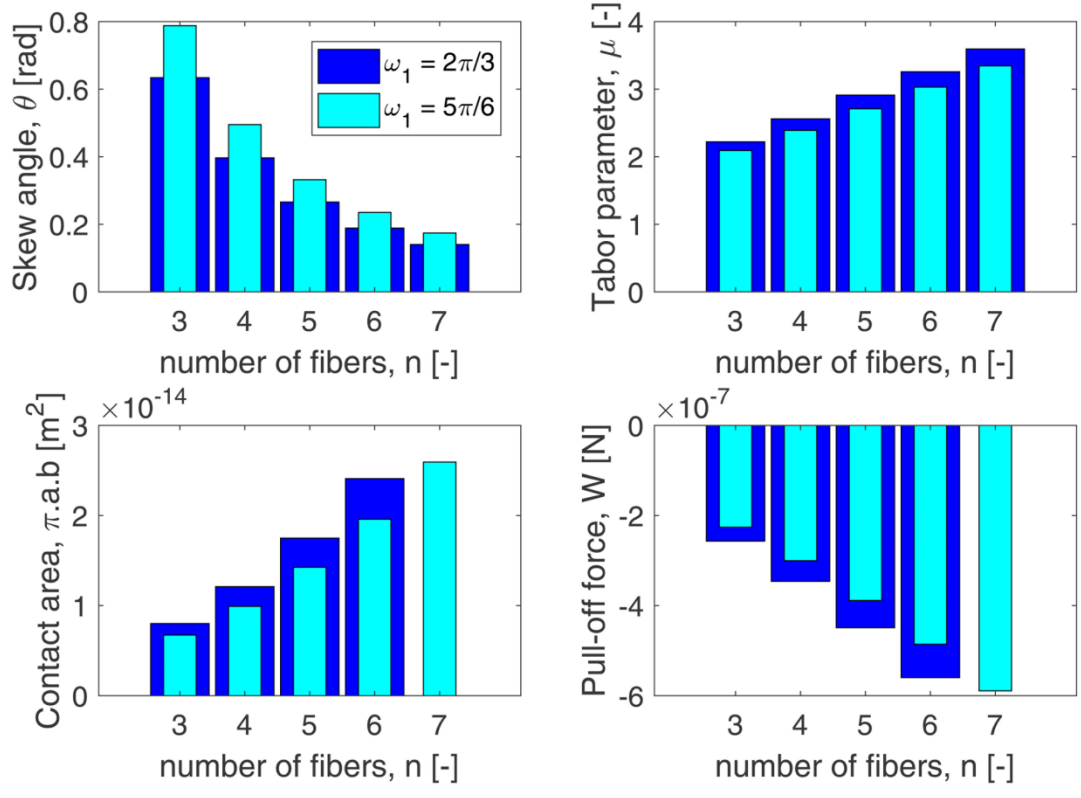 Skew angle, θ [rad]
0.8
0.6
0.4
0.2
0
ω₁ = 2π/3
ω₁ = 5π/6
3 4 5 6 7
number of fibers, n [-]
Tabor parameter, μ [-]
4
3
2
1
0
3 4 5 6 7
number of fibers, n [-]
Contact area, π.a.b [m²]
×10⁻¹⁴
3
2
1
0
3 4 5 6 7
number of fibers, n [-]
Pull-off force, W [N]
×10⁻⁷
0
-2
-4
-6
3 4 5 6 7
number of fibers, n [-]